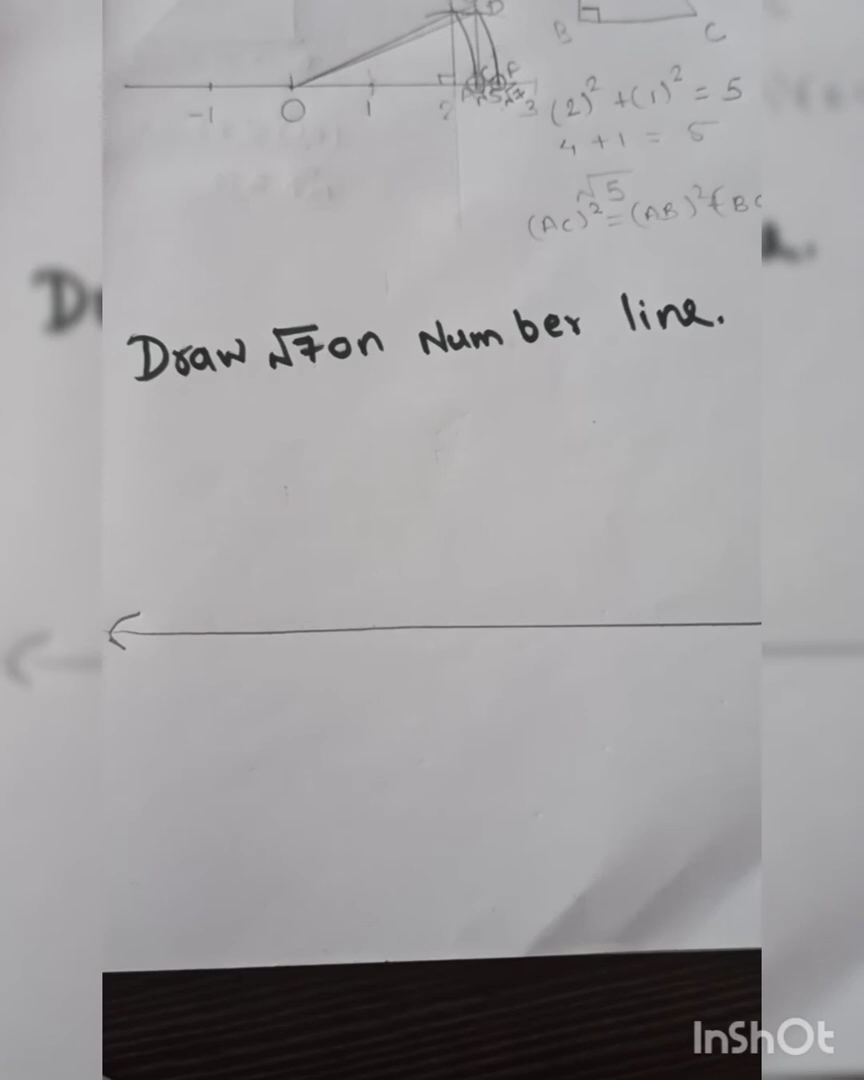 D
B
C
-1 0 1 2 3
(2)²+(1)² = 5
4 + 1 = 5
√5
(AC)²=(AB)²+(BC
Draw √7 on Number line.
InShOt